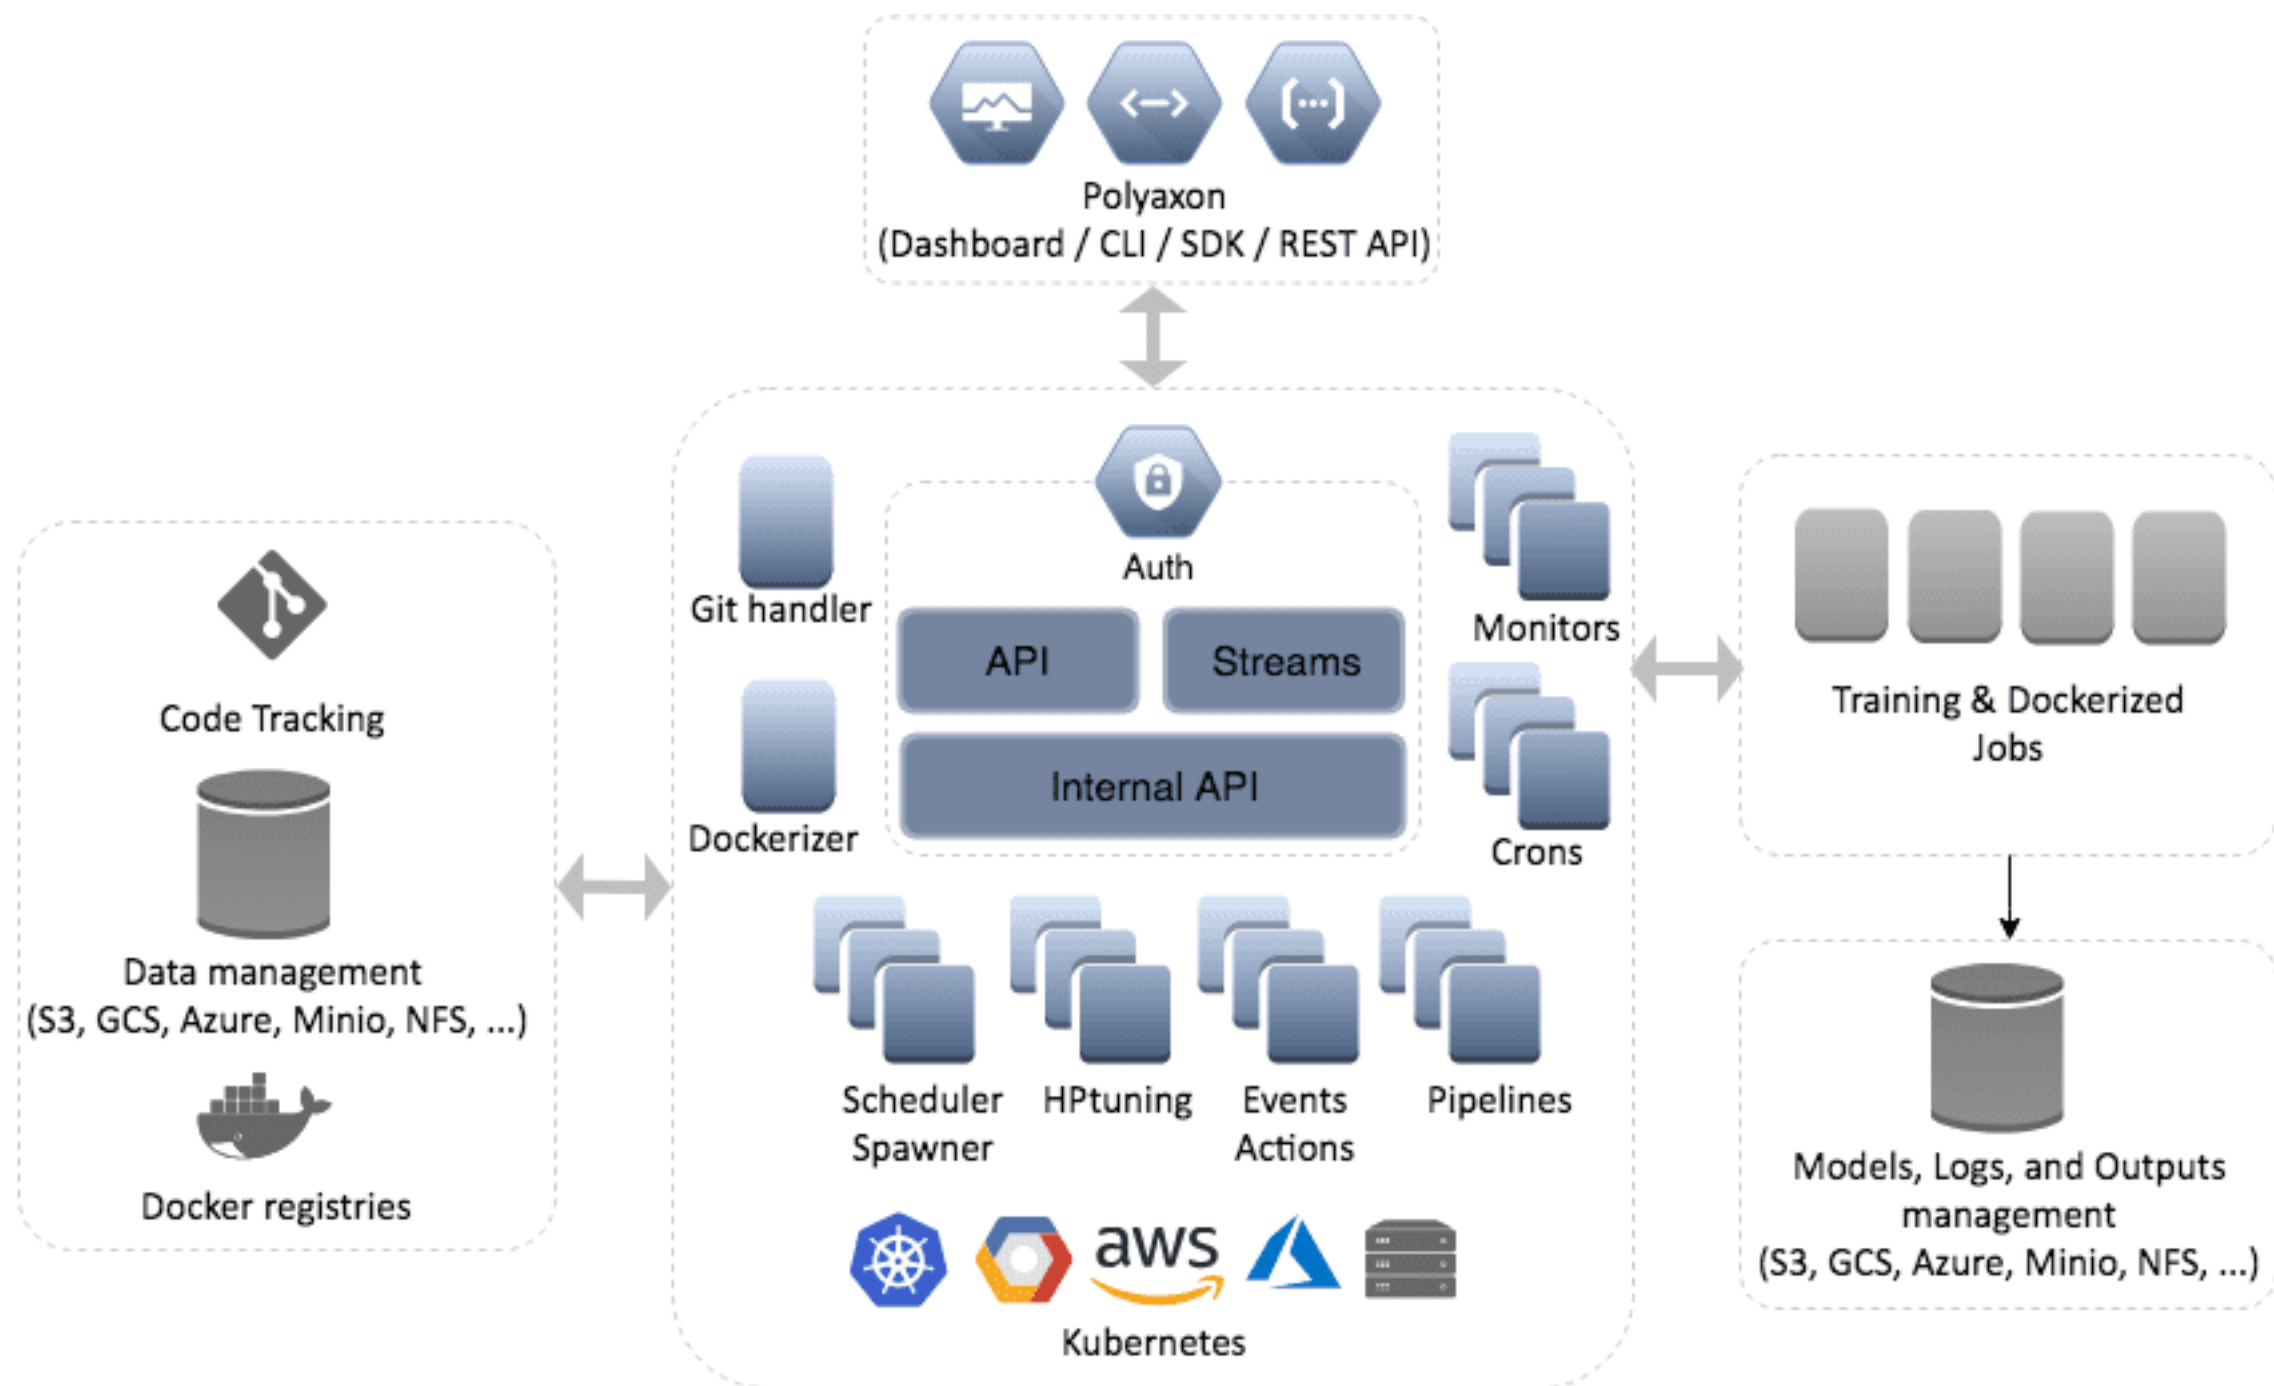 Polyaxon
(Dashboard / CLI / SDK / REST API)
Code Tracking
Data management
(S3, GCS, Azure, Minio, NFS, ...)
Docker registries
Git handler
Dockerizer
Auth
API
Streams
Internal API
Monitors
Crons
Scheduler
Spawner
HPtuning
Events
Actions
Pipelines
aws
Kubernetes
Training & Dockerized
Jobs
Models, Logs, and Outputs
management
(S3, GCS, Azure, Minio, NFS, ...)